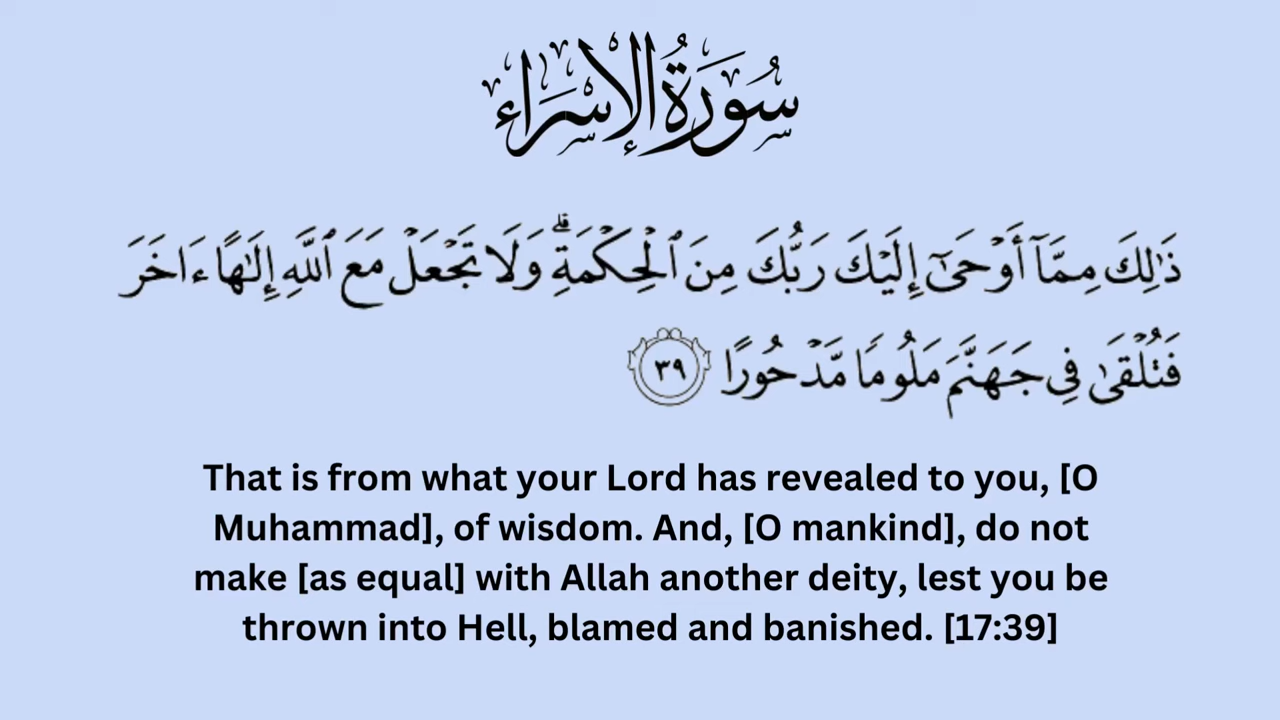 سُورَةُ الإِسْرَاءِ
ذَٰلِكَ مِمَّآ أَوْحَىٰٓ إِلَيْكَ رَبُّكَ مِنَ ٱلْحِكْمَةِ ۗ وَلَا تَجْعَلْ مَعَ ٱللَّهِ إِلَٰهًا ءَاخَرَ
فَتُلْقَىٰ فِى جَهَنَّمَ مَلُومًا مَّدْحُورًا ٣٩
That is from what your Lord has revealed to you, [O
Muhammad], of wisdom. And, [O mankind], do not
make [as equal] with Allah another deity, lest you be
thrown into Hell, blamed and banished. [17:39]